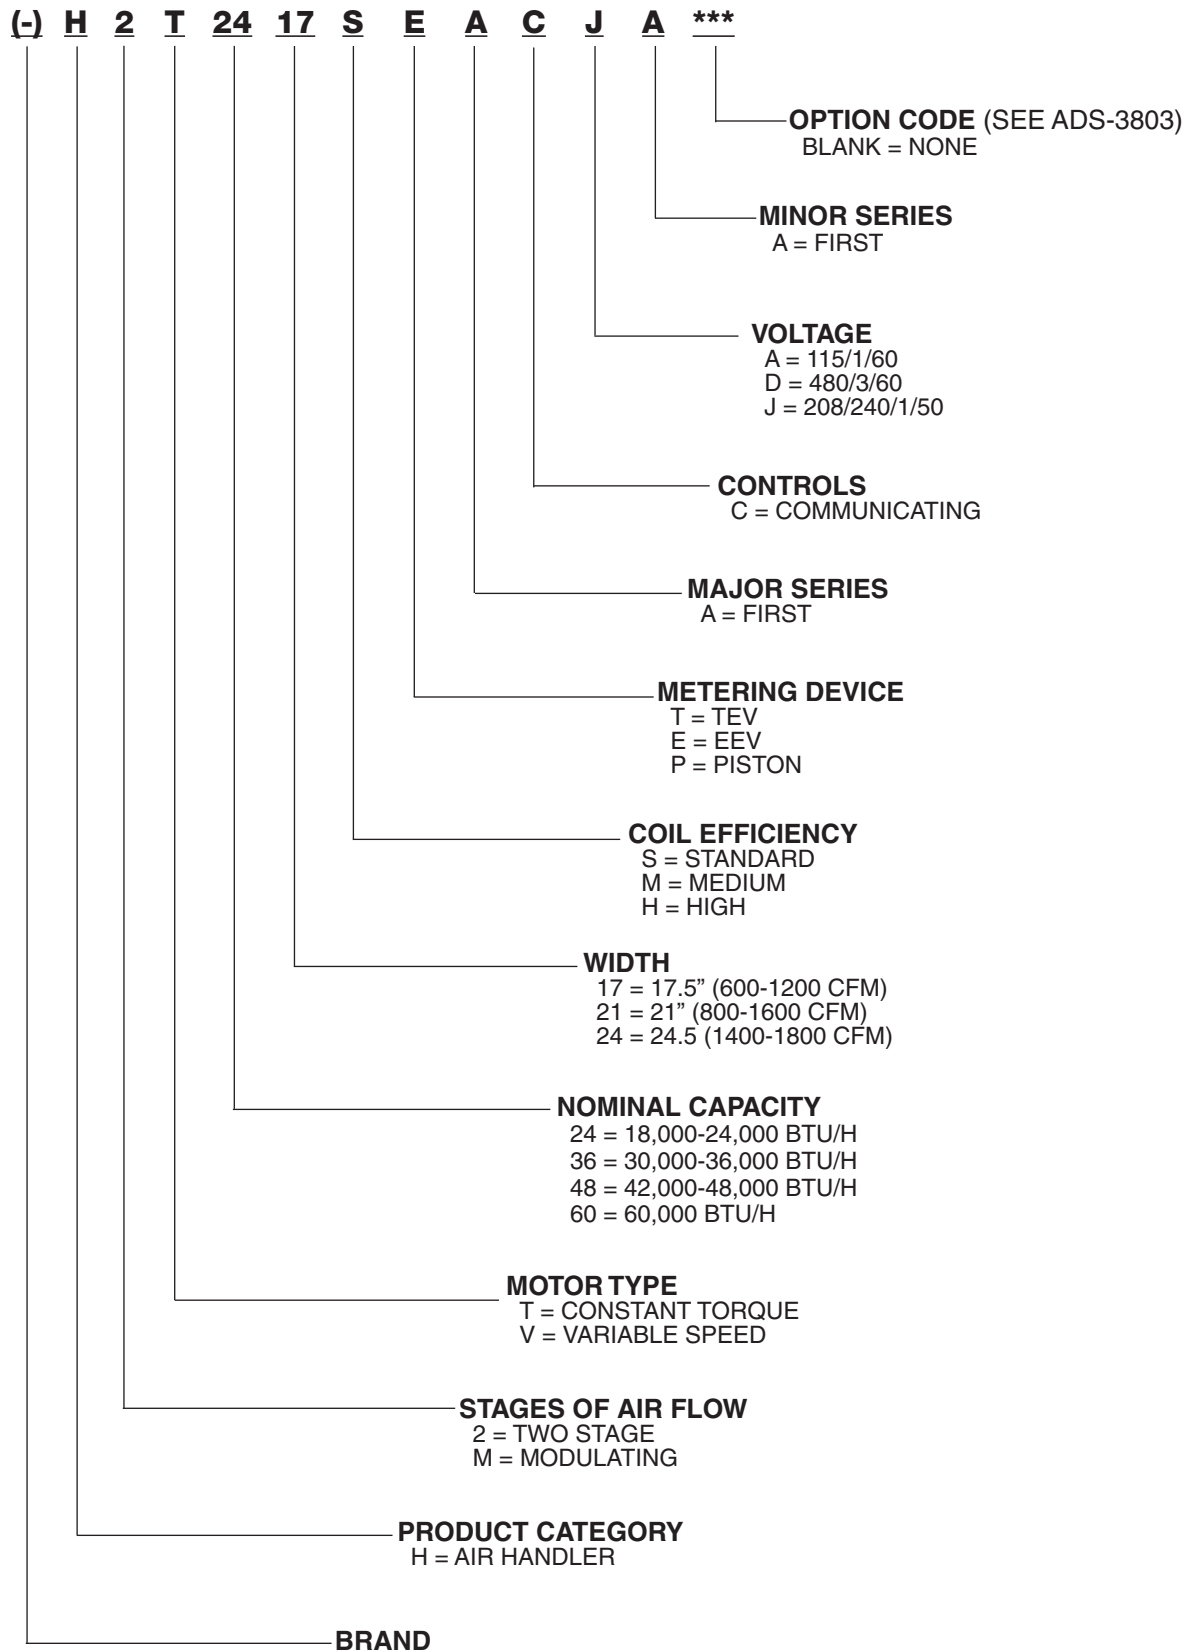 (-) H 2 T 24 17 S E A C J A ***
OPTION CODE (SEE ADS-3803)
BLANK = NONE
MINOR SERIES
A = FIRST
VOLTAGE
A = 115/1/60
D = 480/3/60
J = 208/240/1/50
CONTROLS
C = COMMUNICATING
MAJOR SERIES
A = FIRST
METERING DEVICE
T = TEV
E = EEV
P = PISTON
COIL EFFICIENCY
S = STANDARD
M = MEDIUM
H = HIGH
WIDTH
17 = 17.5” (600-1200 CFM)
21 = 21” (800-1600 CFM)
24 = 24.5 (1400-1800 CFM)
NOMINAL CAPACITY
24 = 18,000-24,000 BTU/H
36 = 30,000-36,000 BTU/H
48 = 42,000-48,000 BTU/H
60 = 60,000 BTU/H
MOTOR TYPE
T = CONSTANT TORQUE
V = VARIABLE SPEED
STAGES OF AIR FLOW
2 = TWO STAGE
M = MODULATING
PRODUCT CATEGORY
H = AIR HANDLER
BRAND